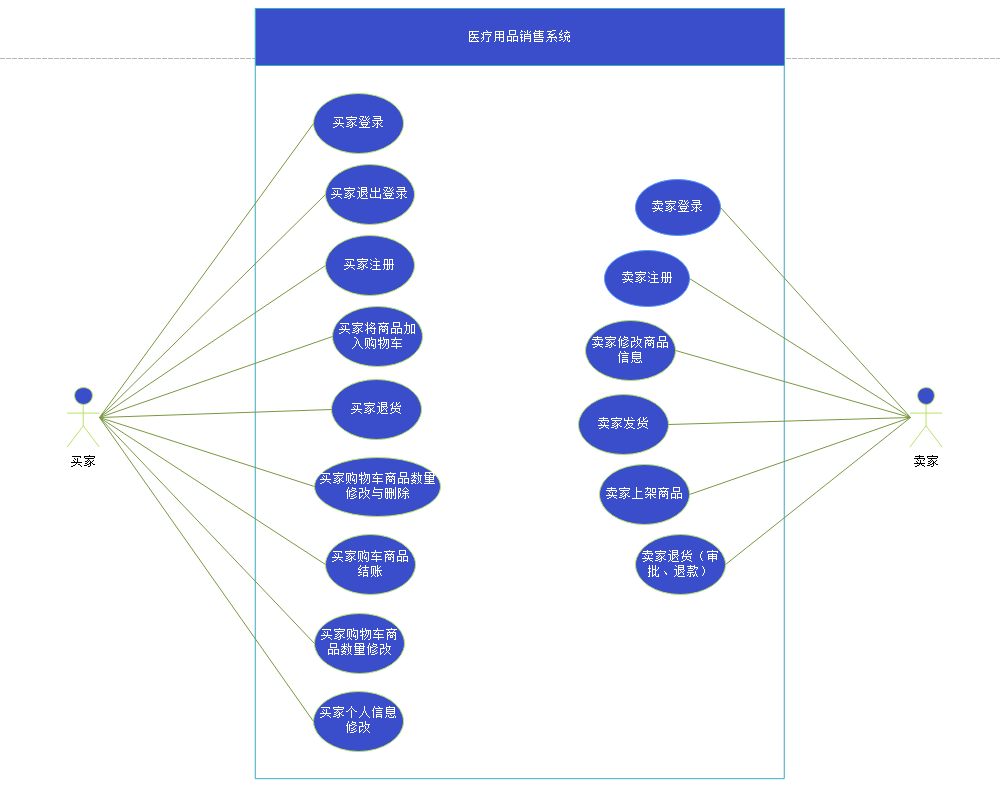 医疗用品销售系统
买家登录
买家退出登录
买家注册
买家将商品加
入购物车
买家退货
买家购物车商品数量
修改与删除
买家购车商品
结账
买家购物车商
品数量修改
买家个人信息
修改
买家
卖家登录
卖家注册
卖家修改商品
信息
卖家发货
卖家上架商品
卖家退货（审
批、退款）
卖家